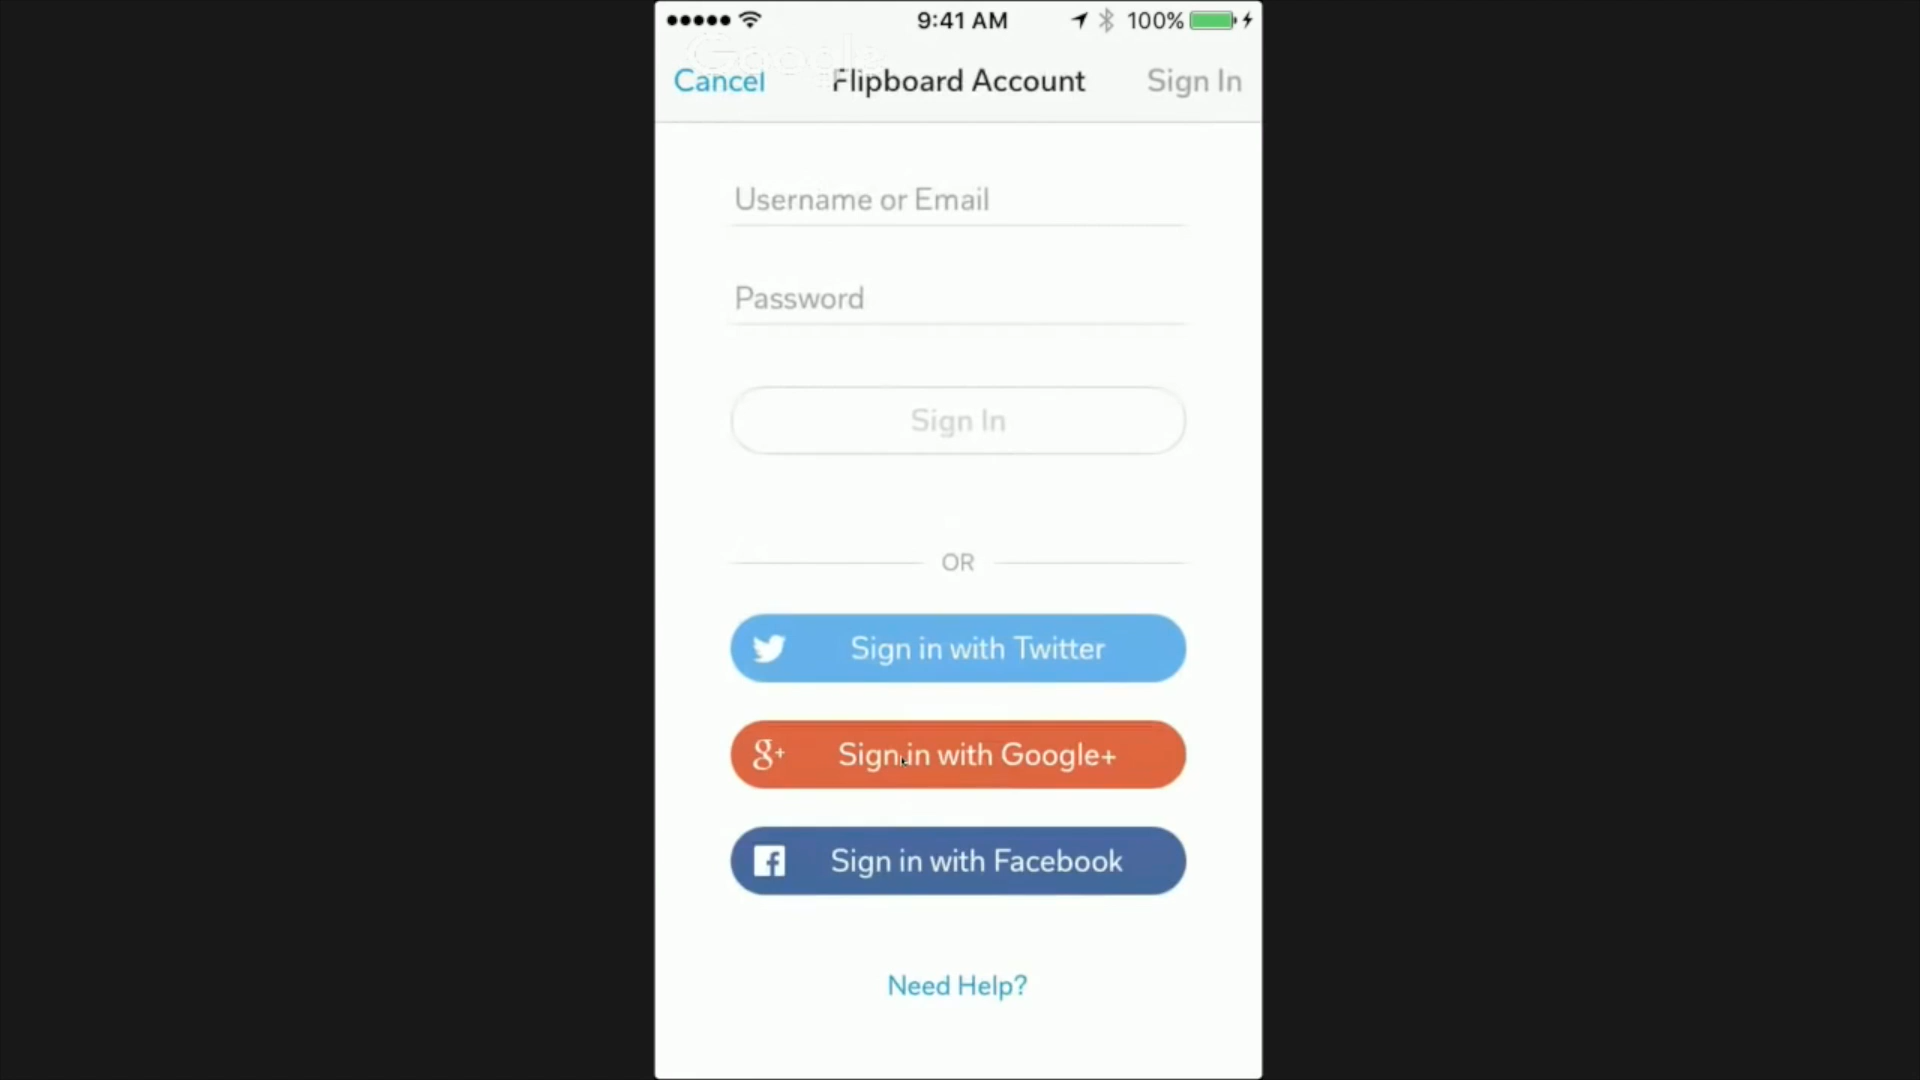 9:41 AM 100%
Google
Cancel Flipboard Account Sign In
Username or Email
Password
Sign In
OR
Sign in with Twitter
g+ Sign in with Google+
f Sign in with Facebook
Need Help?